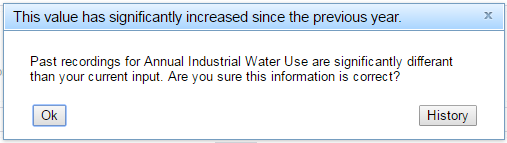 This value has significantly increased since the previous year. x
Past recordings for Annual Industrial Water Use are significantly differant
than your current input. Are you sure this information is correct?
Ok History